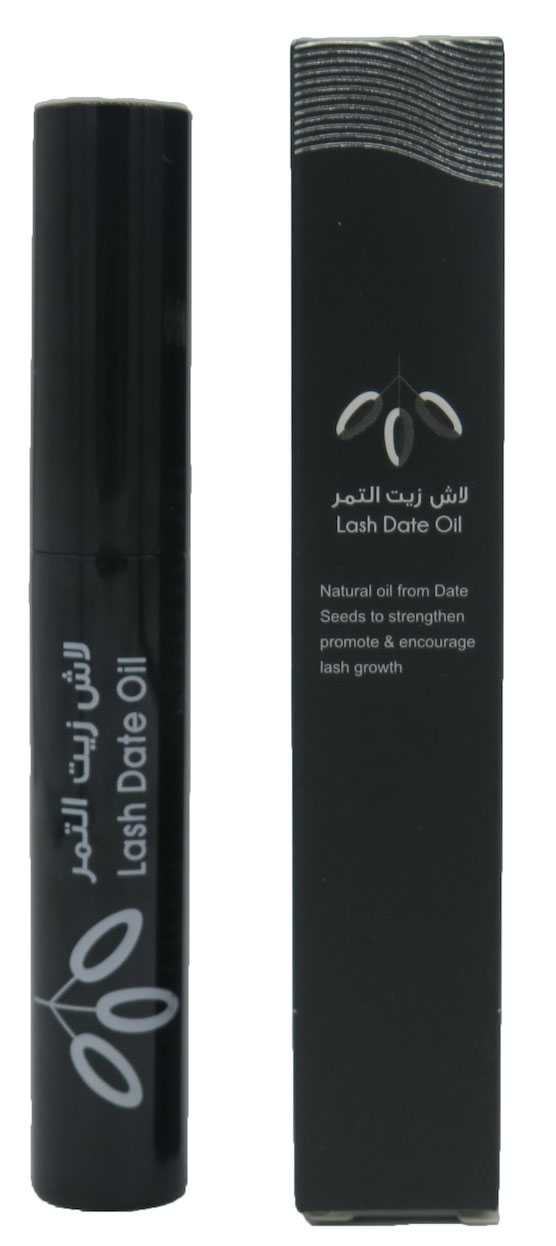 لاش زيت التمر
Lash Date Oil
لاش زيت التمر
Lash Date Oil
Natural oil from Date
Seeds to strengthen
promote & encourage
lash growth